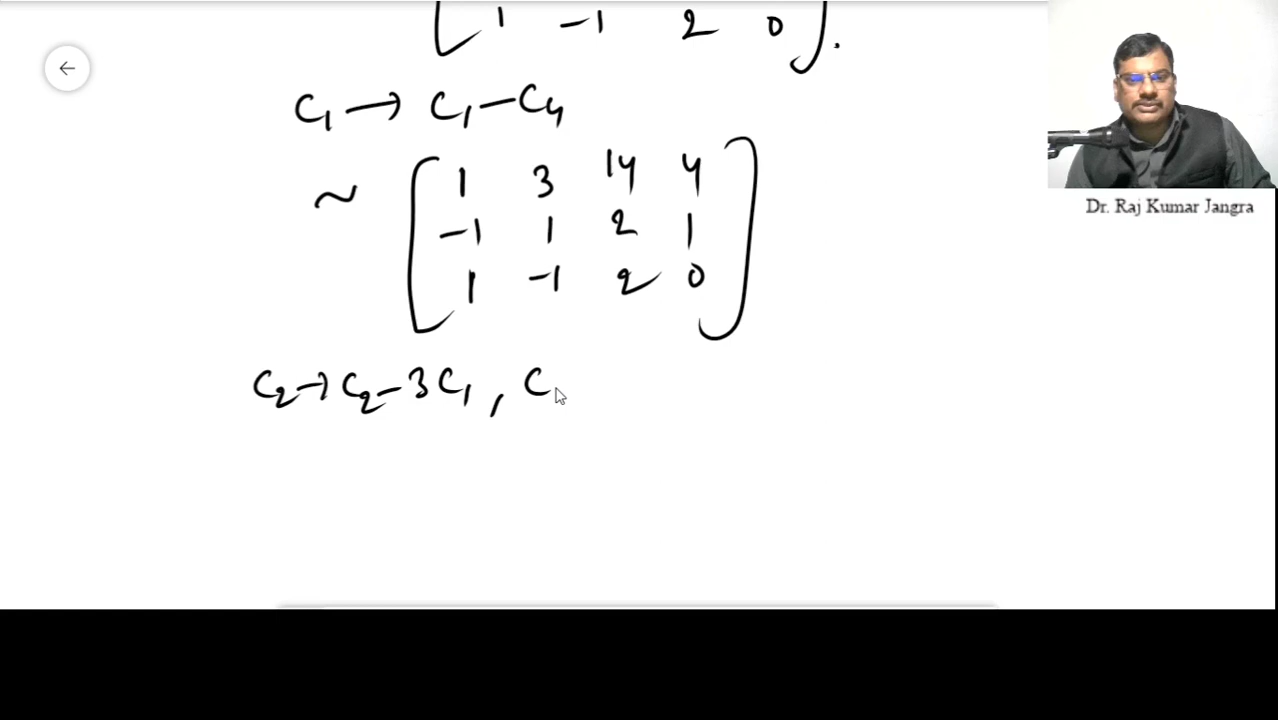 [ 1 -1 2 0 ].
C₁ → C₁ - C₄
~ [ 1 3 14 4
-1 1 2 1
1 -1 2 0 ]
C₂ → C₂ - 3C₁ , C
Dr. Raj Kumar Jangra